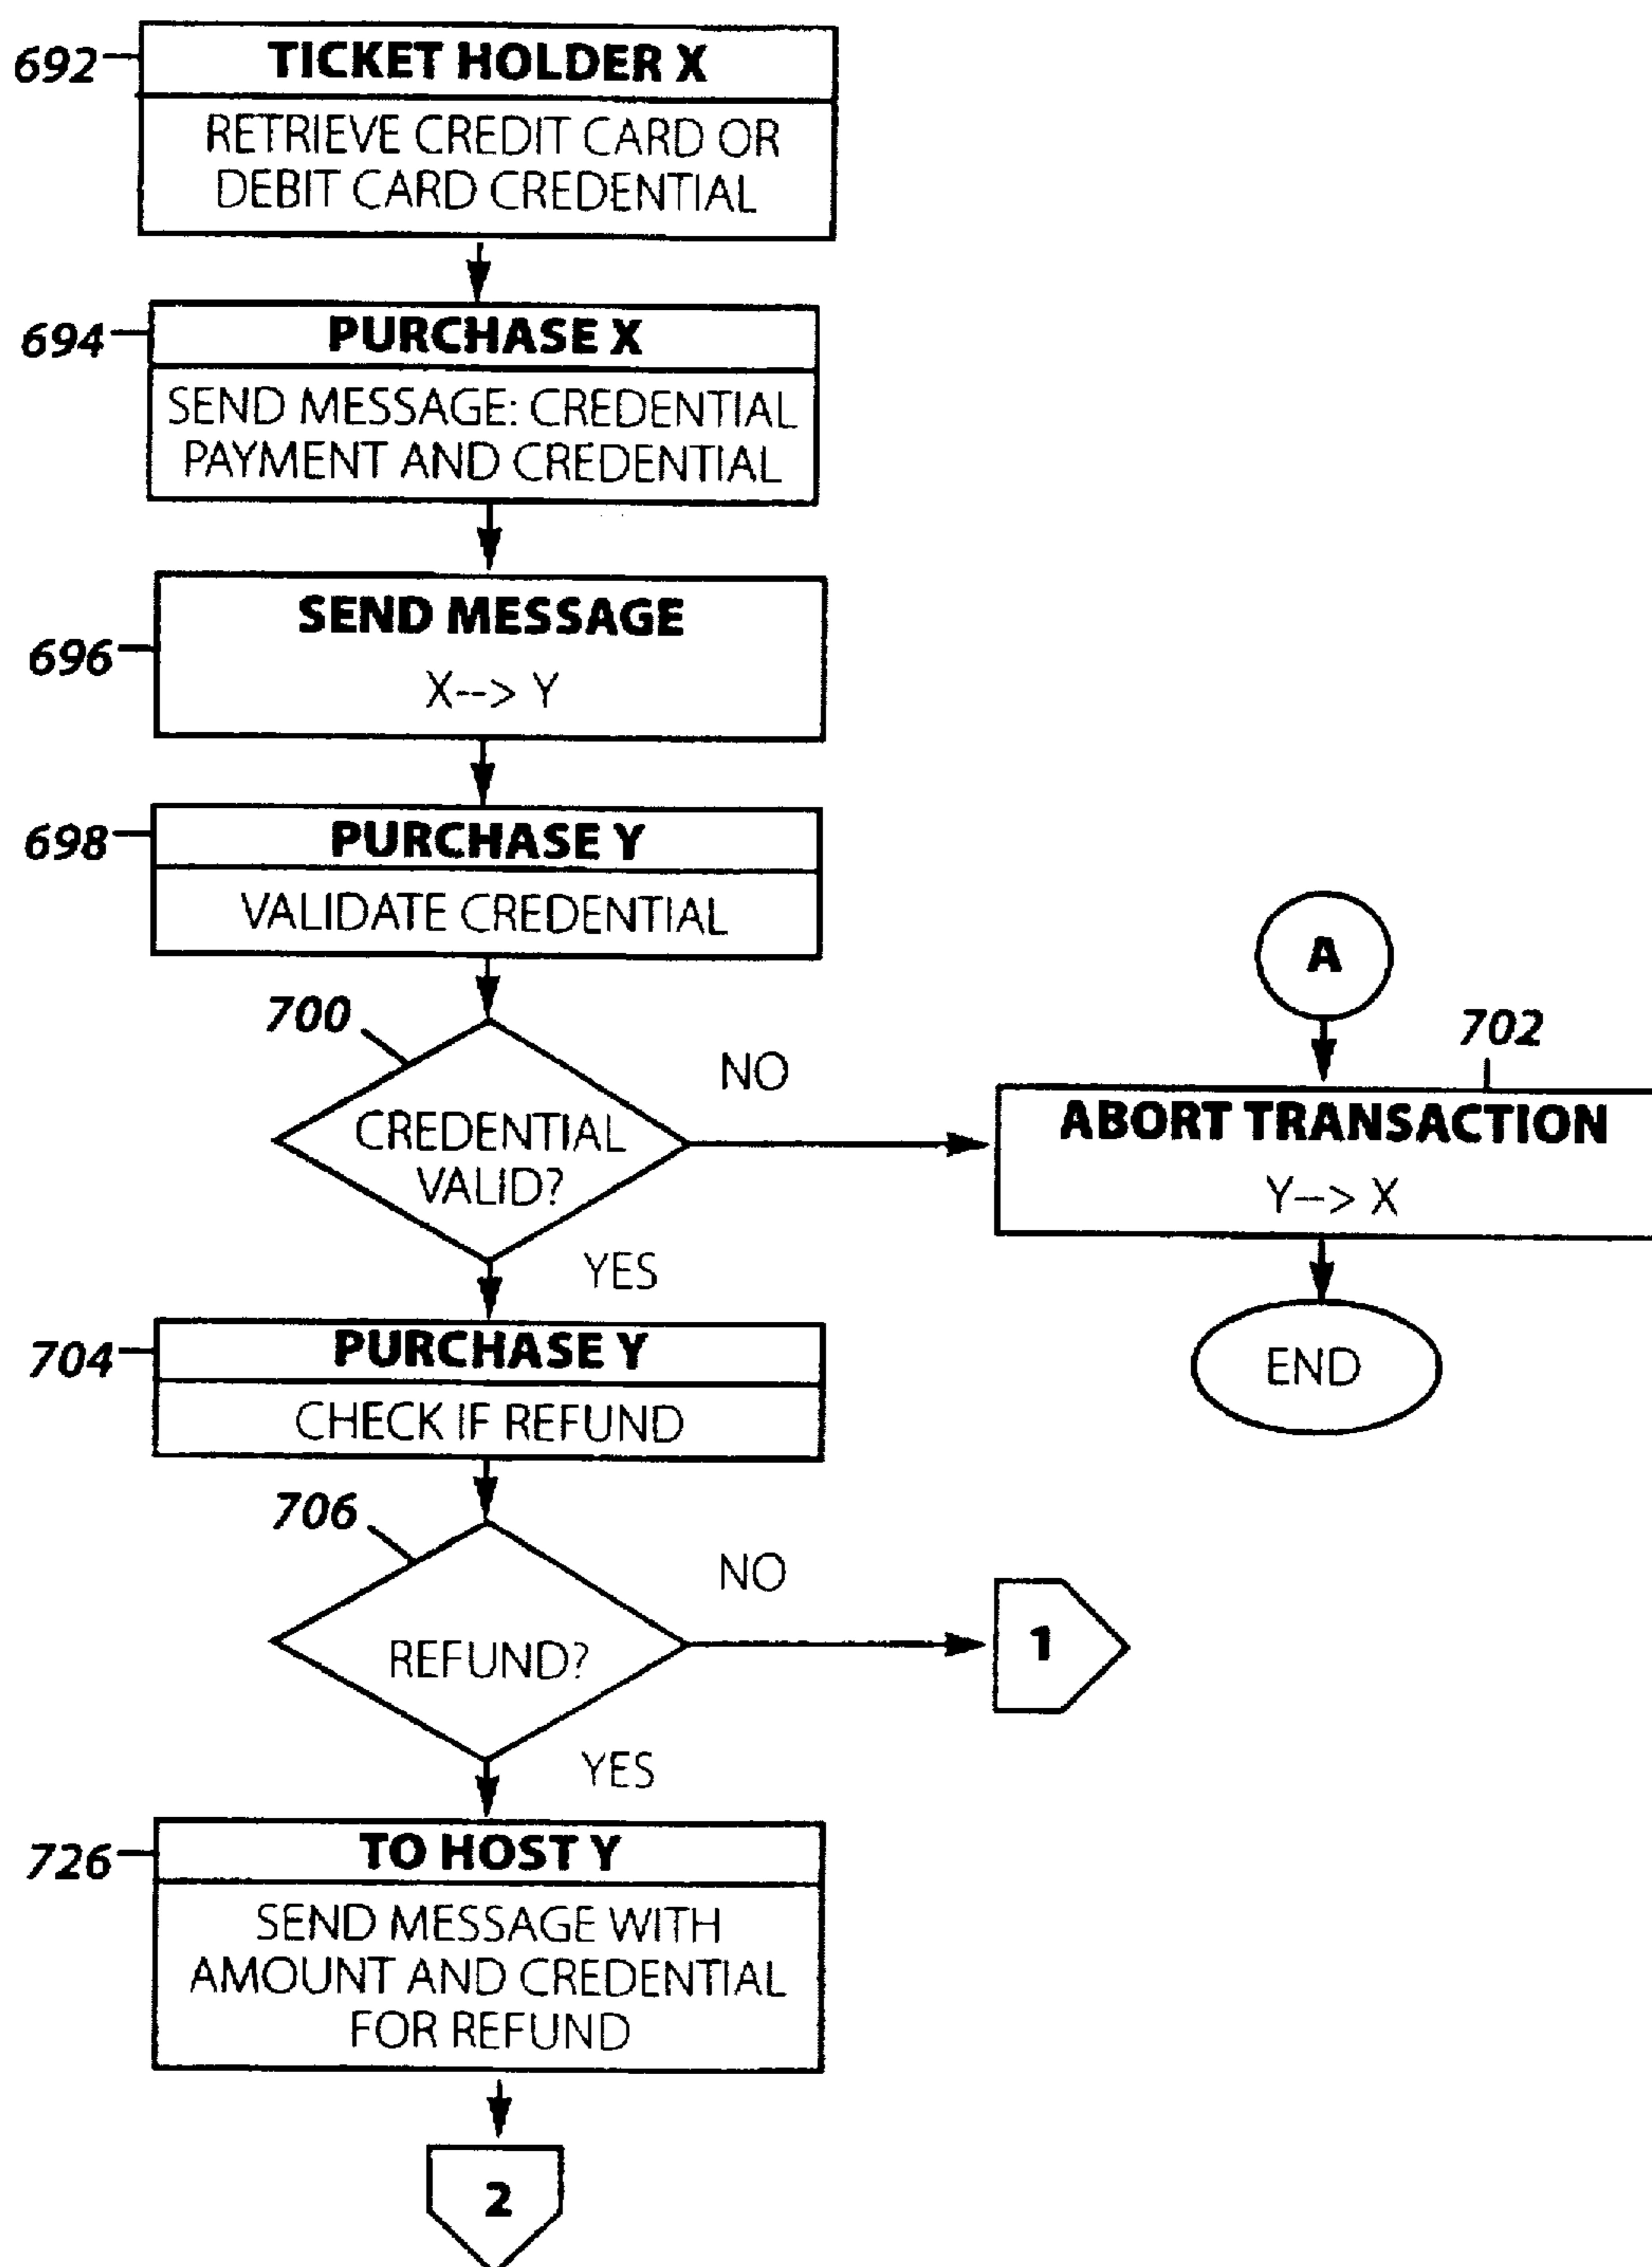 692
TICKET HOLDER X
RETRIEVE CREDIT CARD OR
DEBIT CARD CREDENTIAL
694
PURCHASE X
SEND MESSAGE: CREDENTIAL
PAYMENT AND CREDENTIAL
696
SEND MESSAGE
X--> Y
698
PURCHASE Y
VALIDATE CREDENTIAL
700
CREDENTIAL
VALID?
NO
YES
A
702
ABORT TRANSACTION
Y--> X
END
704
PURCHASE Y
CHECK IF REFUND
706
REFUND?
NO
1
YES
726
TO HOST Y
SEND MESSAGE WITH
AMOUNT AND CREDENTIAL
FOR REFUND
2